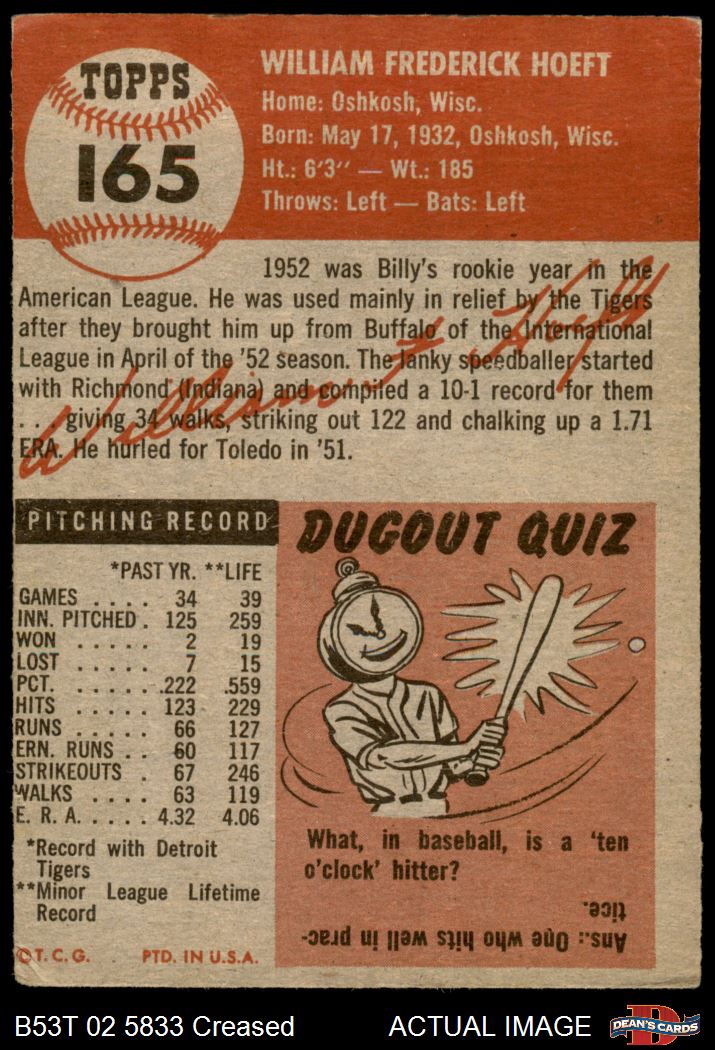 TOPPS
165
WILLIAM FREDERICK HOEFT
Home: Oshkosh, Wisc.
Born: May 17, 1932, Oshkosh, Wisc.
Ht.: 6'3" — Wt.: 185
Throws: Left — Bats: Left
1952 was Billy's rookie year in the
American League. He was used mainly in relief by the Tigers
after they brought him up from Buffalo of the International
League in April of the '52 season. The lanky speedballer started
with Richmond (Indiana) and compiled a 10-1 record for them
. . . giving 34 walks, striking out 122 and chalking up a 1.71
ERA. He hurled for Toledo in '51.
William F. Hoeft
PITCHING RECORD
*PAST YR. **LIFE
GAMES . . . . 34 39
INN. PITCHED . 125 259
WON . . . . . 2 19
LOST . . . . . 7 15
PCT. . . . . . .222 .559
HITS . . . . . 123 229
RUNS . . . . . 66 127
ERN. RUNS . . 60 117
STRIKEOUTS . 67 246
WALKS . . . . 63 119
E. R. A. . . . . 4.32 4.06
*Record with Detroit
Tigers
**Minor League Lifetime
Record
©T. C. G. PTD. IN U.S.A.
DUGOUT QUIZ
What, in baseball, is a 'ten
o'clock' hitter?
Ans.: One who hits well in prac-
tice.
B53T 02 5833 Creased
ACTUAL IMAGE
D
DEAN'S CARDS